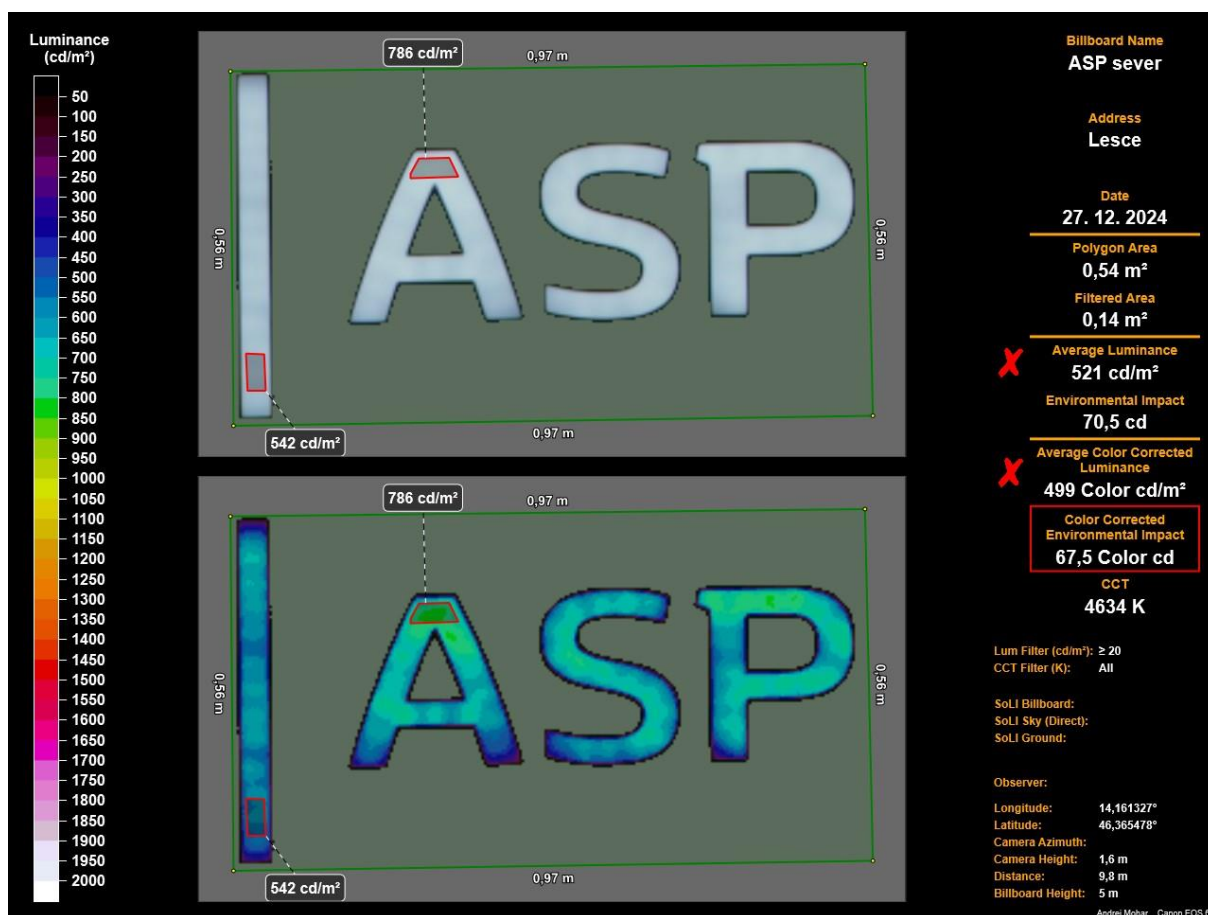 Luminance
(cd/m²)
50
100
150
200
250
300
350
400
450
500
550
600
650
700
750
800
850
900
950
1000
1050
1100
1150
1200
1250
1300
1350
1400
1450
1500
1550
1600
1650
1700
1750
1800
1850
1900
1950
2000
786 cd/m²
0,97 m
0,56 m
ASP
0,56 m
542 cd/m²
0,97 m
786 cd/m²
0,97 m
0,56 m
ASP
0,56 m
542 cd/m²
0,97 m
Billboard Name
ASP sever
Address
Lesce
Date
27. 12. 2024
Polygon Area
0,54 m²
Filtered Area
0,14 m²
✗ Average Luminance
521 cd/m²
Environmental Impact
70,5 cd
✗ Average Color Corrected
Luminance
499 Color cd/m²
Color Corrected
Environmental Impact
67,5 Color cd
CCT
4634 K
Lum Filter (cd/m²): ≥ 20
CCT Filter (K): All
SoLI Billboard:
SoLI Sky (Direct):
SoLI Ground:
Observer:
Longitude: 14,161327°
Latitude: 46,365478°
Camera Azimuth:
Camera Height: 1,6 m
Distance: 9,8 m
Billboard Height: 5 m
Andrej Mohar Canon EOS